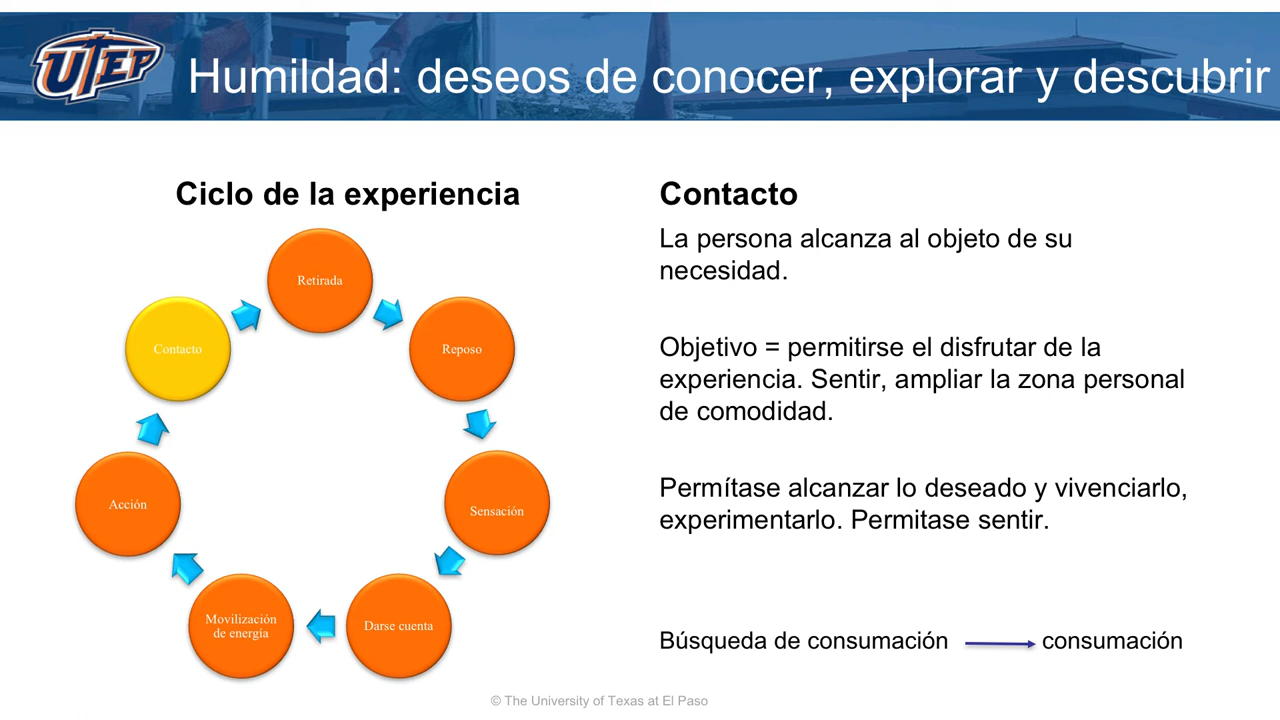 UTEP
Humildad: deseos de conocer, explorar y descubrir
Ciclo de la experiencia
Retirada
Reposo
Sensación
Darse cuenta
Movilización
de energía
Acción
Contacto
Contacto
La persona alcanza al objeto de su
necesidad.
Objetivo = permitirse el disfrutar de la
experiencia. Sentir, ampliar la zona personal
de comodidad.
Permítase alcanzar lo deseado y vivenciarlo,
experimentarlo. Permitase sentir.
Búsqueda de consumación
consumación
© The University of Texas at El Paso